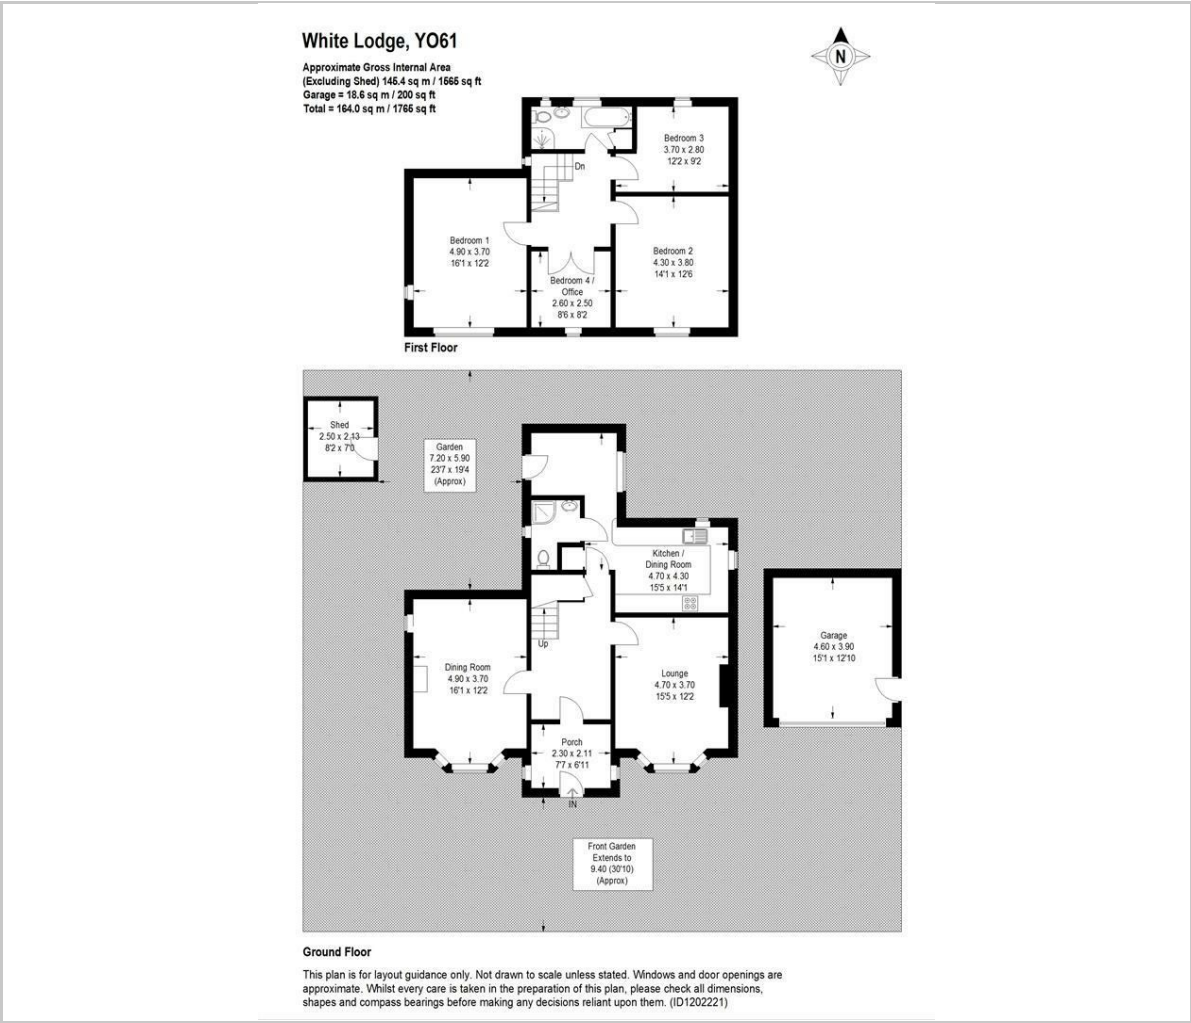 White Lodge, YO61
Approximate Gross Internal Area
(Excluding Shed) 145.4 sq m / 1565 sq ft
Garage = 18.6 sq m / 200 sq ft
Total = 164.0 sq m / 1766 sq ft
N
Bedroom 3
3.70 x 2.80
12'2 x 9'2
Dn
Bedroom 1
4.90 x 3.70
16'1 x 12'2
Bedroom 2
4.30 x 3.80
14'1 x 12'6
Bedroom 4 /
Office
2.60 x 2.50
8'6 x 8'2
First Floor
Shed
2.50 x 2.13
8'2 x 7'0
Garden
7.20 x 5.90
23'7 x 19'4
(Approx)
Kitchen /
Dining Room
4.70 x 4.30
15'5 x 14'1
Garage
4.60 x 3.90
15'1 x 12'10
Up
Dining Room
4.90 x 3.70
16'1 x 12'2
Lounge
4.70 x 3.70
15'5 x 12'2
Porch
2.30 x 2.11
7'7 x 6'11
IN
Front Garden
Extends to
9.40 (30'10)
(Approx)
Ground Floor
This plan is for layout guidance only. Not drawn to scale unless stated. Windows and door openings are
approximate. Whilst every care is taken in the preparation of this plan, please check all dimensions,
shapes and compass bearings before making any decisions reliant upon them. (ID1202221)